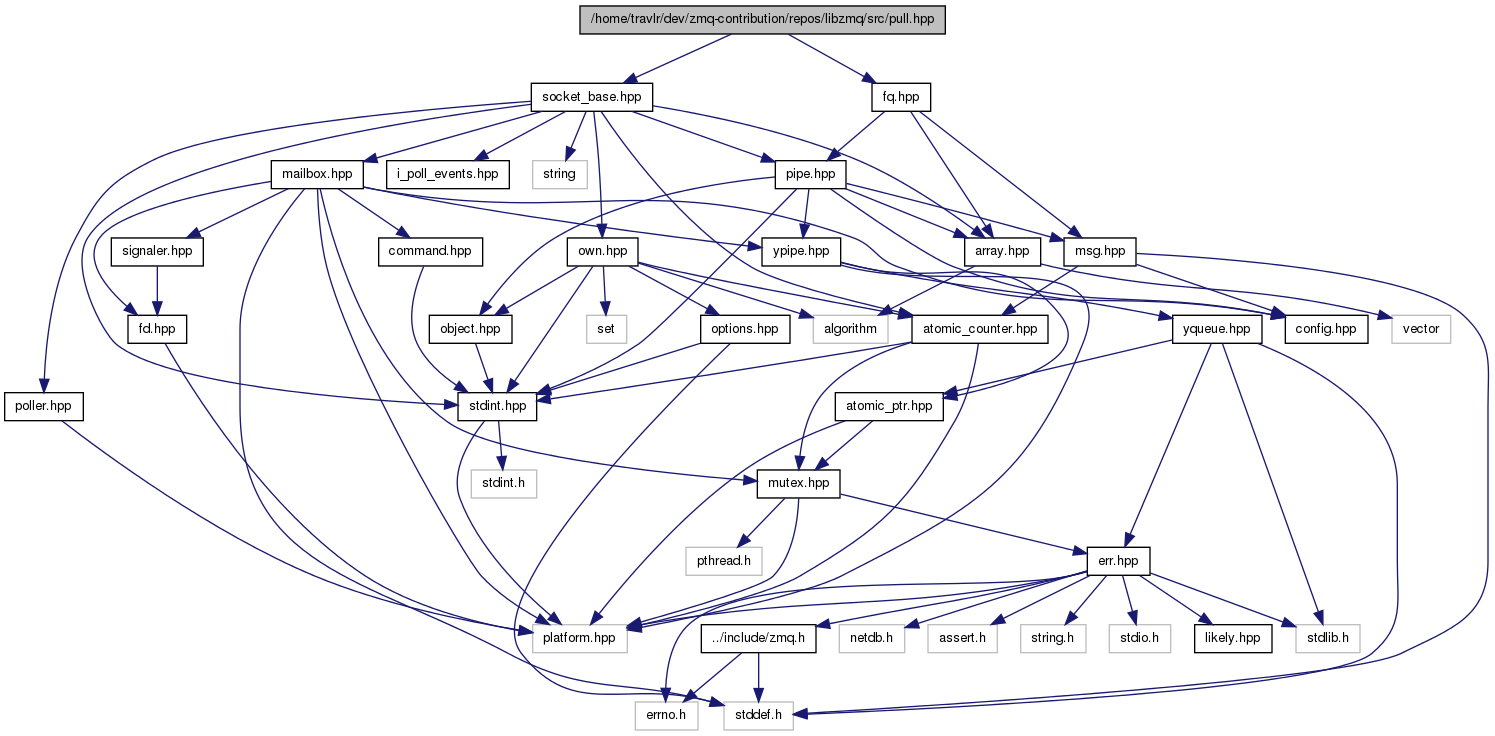 /home/travlr/dev/zmq-contribution/repos/libzmq/src/pull.hpp
socket_base.hpp
fq.hpp
mailbox.hpp
i_poll_events.hpp
string
pipe.hpp
signaler.hpp
command.hpp
own.hpp
ypipe.hpp
array.hpp
msg.hpp
fd.hpp
object.hpp
set
options.hpp
algorithm
atomic_counter.hpp
yqueue.hpp
config.hpp
vector
poller.hpp
stdint.hpp
atomic_ptr.hpp
stdint.h
mutex.hpp
pthread.h
err.hpp
platform.hpp
../include/zmq.h
netdb.h
assert.h
string.h
stdio.h
likely.hpp
stdlib.h
errno.h
stddef.h